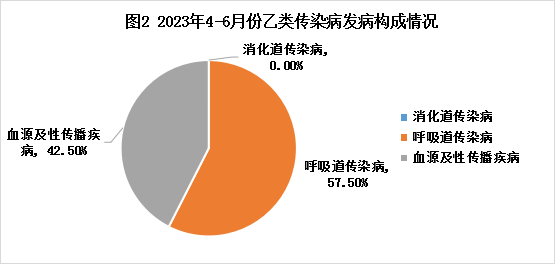 图2 2023年4-6月份乙类传染病发病构成情况
消化道传染病,
0.00%
血源及性传播疾
病, 42.50%
呼吸道传染病,
57.50%
消化道传染病
呼吸道传染病
血源及性传播疾病